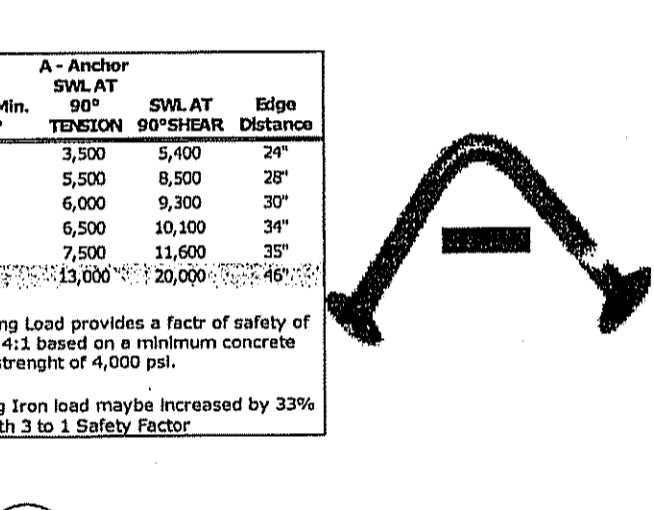 A - Anchor
SWL AT
Min. 90° SWL AT Edge
TENSION 90°SHEAR Distance
3,500 5,400 24"
5,500 8,500 28"
6,000 9,300 30"
6,500 10,100 34"
7,500 11,600 35"
13,000 20,000 46"
ng Load provides a factr of safety of
4:1 based on a minimum concrete
strenght of 4,000 psi.
g Iron load maybe increased by 33%
th 3 to 1 Safety Factor